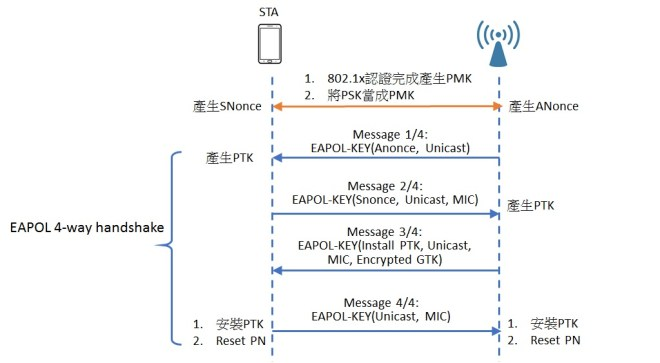 STA
1. 802.1x認證完成產生PMK
2. 將PSK當成PMK
產生SNonce
產生ANonce
Message 1/4:
EAPOL-KEY(Anonce, Unicast)
產生PTK
Message 2/4:
EAPOL-KEY(Snonce, Unicast, MIC)
產生PTK
EAPOL 4-way handshake
Message 3/4:
EAPOL-KEY(Install PTK, Unicast,
MIC, Encrypted GTK)
Message 4/4:
EAPOL-KEY(Unicast, MIC)
1. 安裝PTK
2. Reset PN
1. 安裝PTK
2. Reset PN